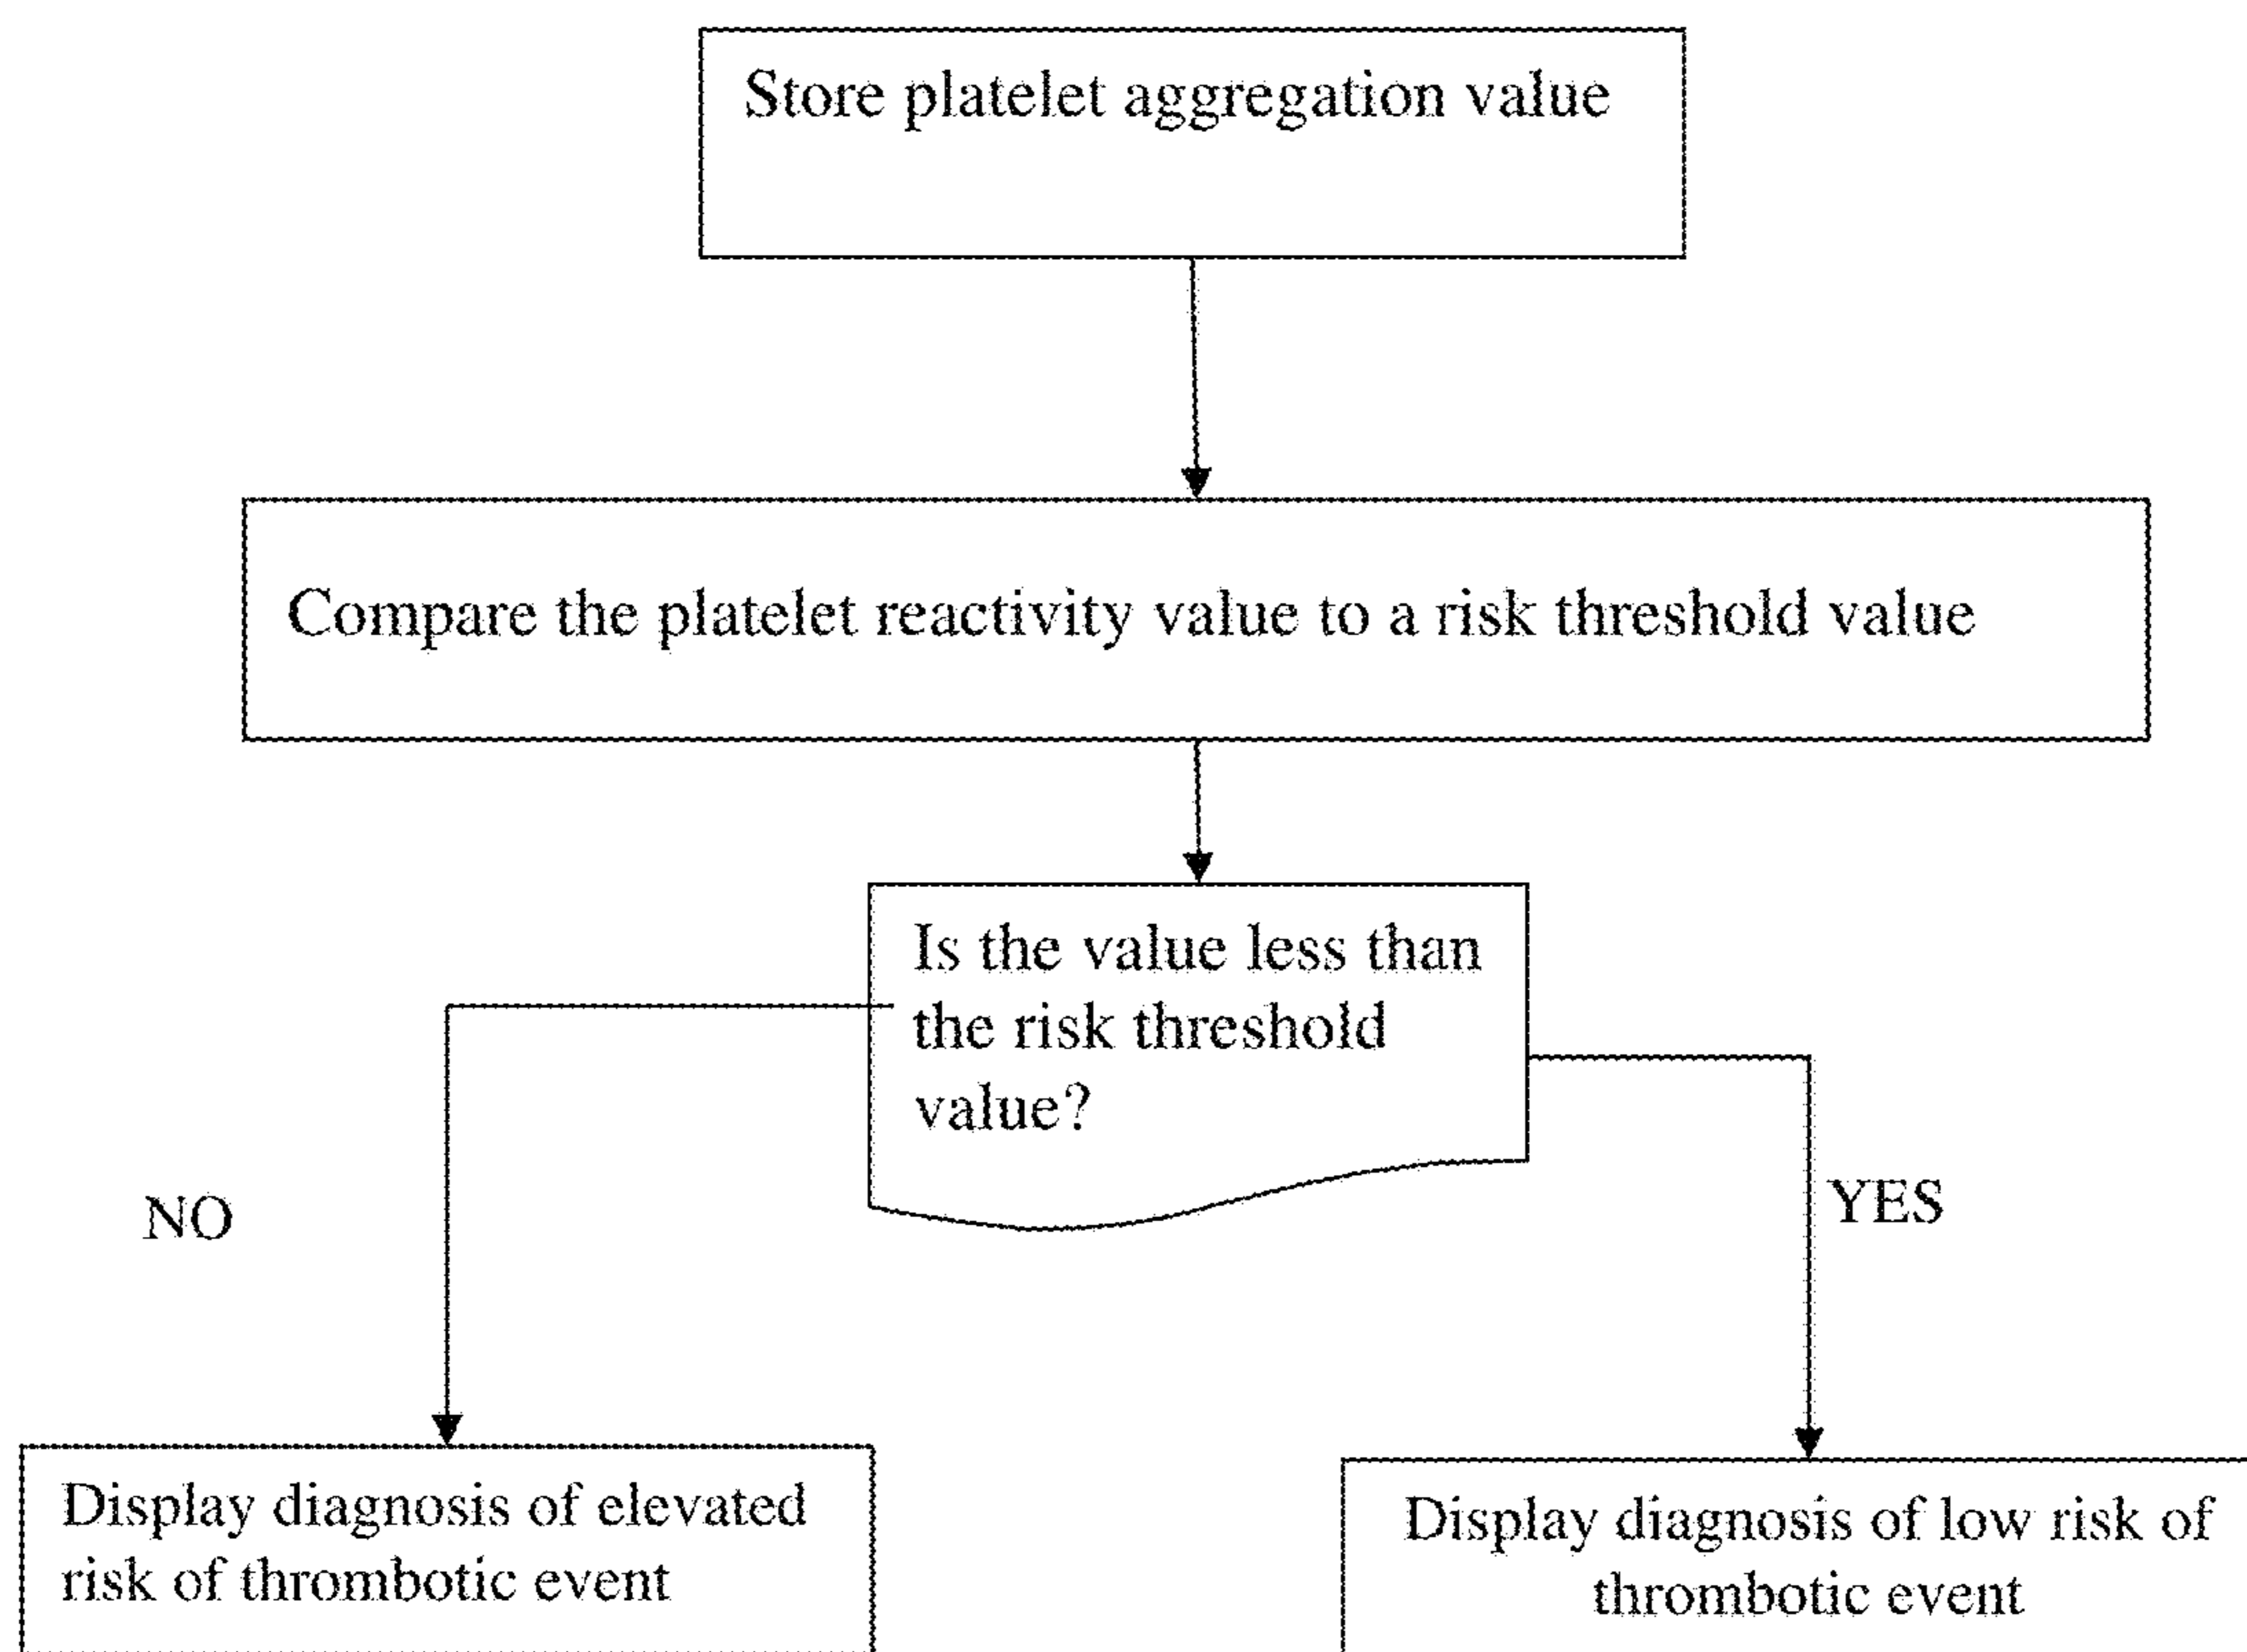 Store platelet aggregation value
Compare the platelet reactivity value to a risk threshold value
Is the value less than
the risk threshold
value?
NO
YES
Display diagnosis of elevated
risk of thrombotic event
Display diagnosis of low risk of
thrombotic event